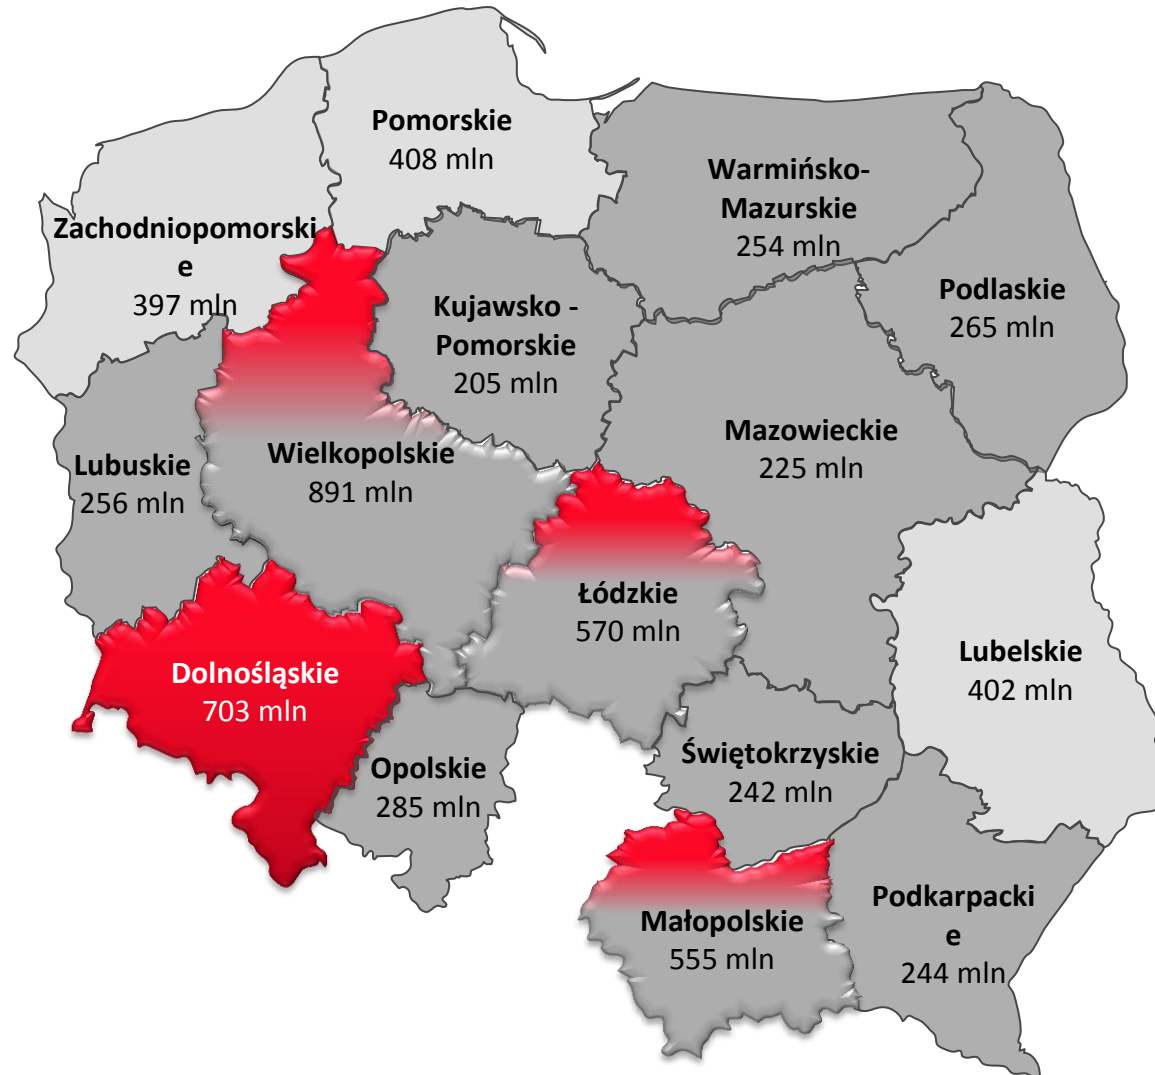 Pomorskie
408 mln
Warmińsko-
Mazurskie
254 mln
Zachodniopomorski
e
397 mln
Kujawsko -
Pomorskie
205 mln
Podlaskie
265 mln
Mazowieckie
225 mln
Lubuskie
256 mln
Wielkopolskie
891 mln
Łódzkie
570 mln
Lubelskie
402 mln
Dolnośląskie
703 mln
Opolskie
285 mln
Świętokrzyskie
242 mln
Małopolskie
555 mln
Podkarpacki
e
244 mln